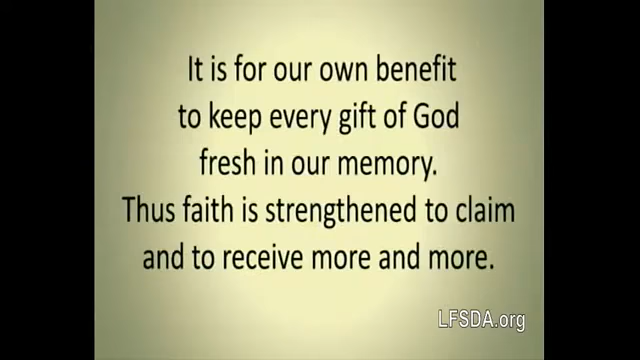 It is for our own benefit
to keep every gift of God
fresh in our memory.
Thus faith is strengthened to claim
and to receive more and more.
LFSDA.org